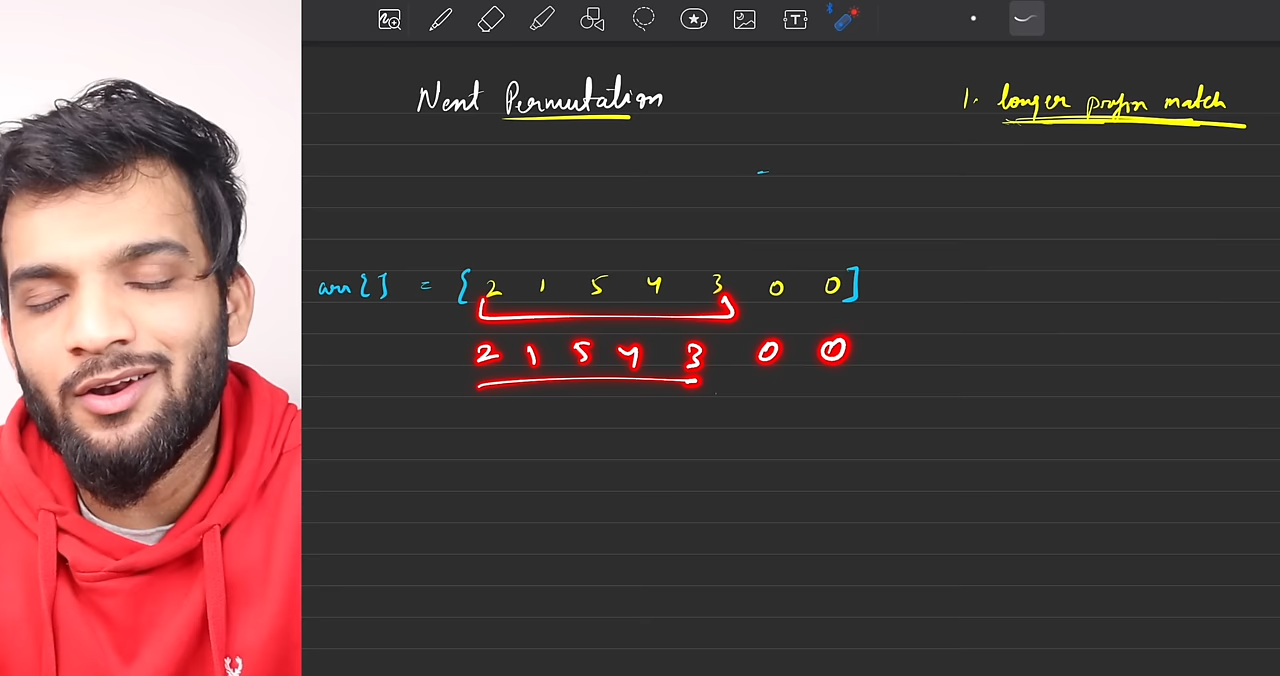 Next Permutation
1. longer prefix match
arr[] = {2 1 5 4 3 0 0]
2 1 5 4 3 0 0